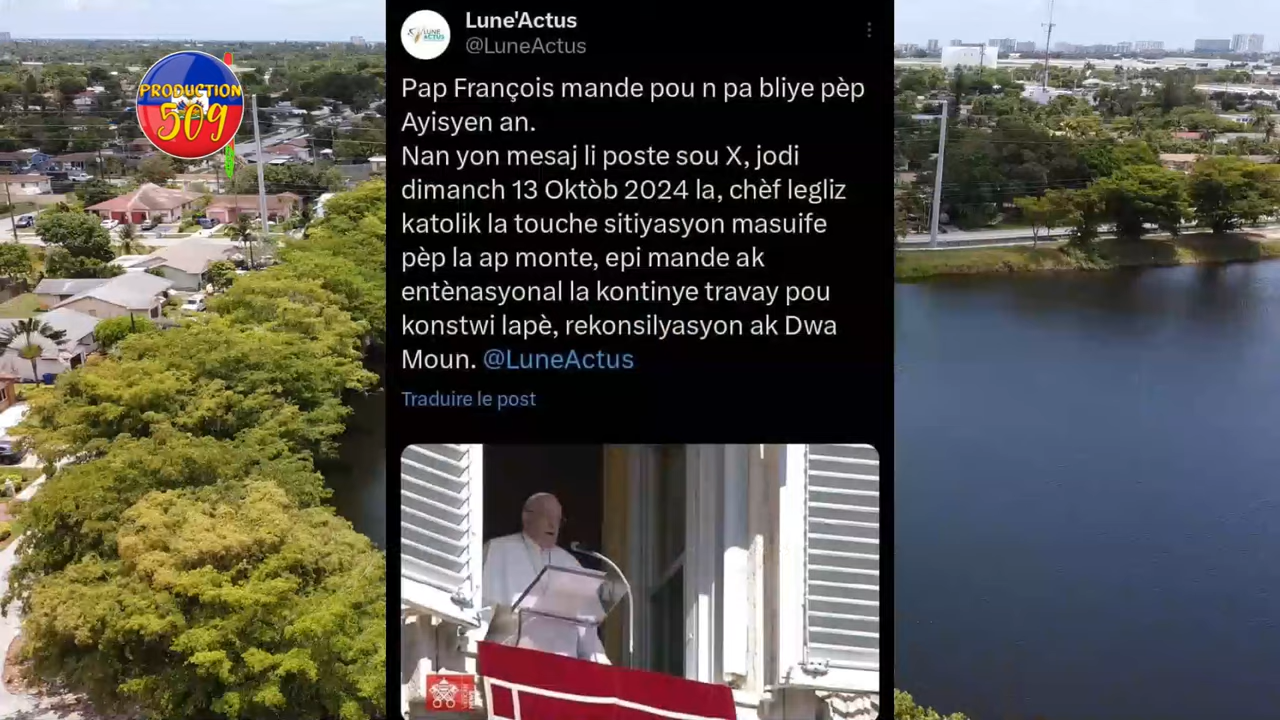 PRODUCTION
509
LUNE
ACTUS
Lune'Actus
@LuneActus
Pap François mande pou n pa bliye pèp
Ayisyen an.
Nan yon mesaj li poste sou X, jodi
dimanch 13 Oktòb 2024 la, chèf legliz
katolik la touche sitiyasyon masuife
pèp la ap monte, epi mande ak
entènasyonal la kontinye travay pou
konstwi lapè, rekonsilyasyon ak Dwa
Moun. @LuneActus
Traduire le post